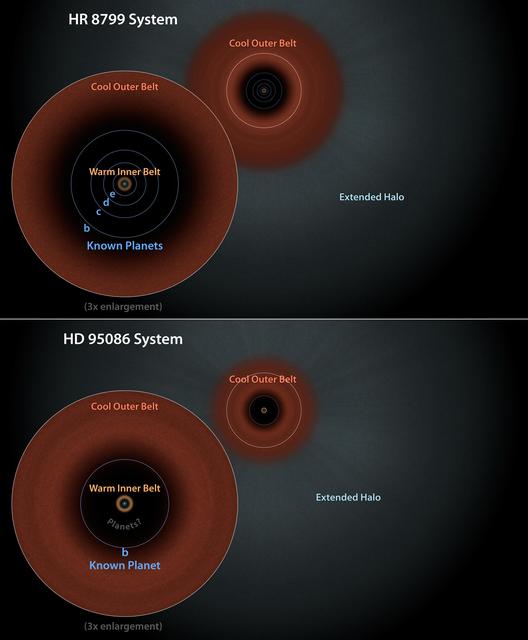 HR 8799 System
Cool Outer Belt
Cool Outer Belt
Warm Inner Belt
e
d
c
b
Known Planets
Extended Halo
(3x enlargement)
HD 95086 System
Cool Outer Belt
Cool Outer Belt
Warm Inner Belt
Planets?
b
Known Planet
Extended Halo
(3x enlargement)